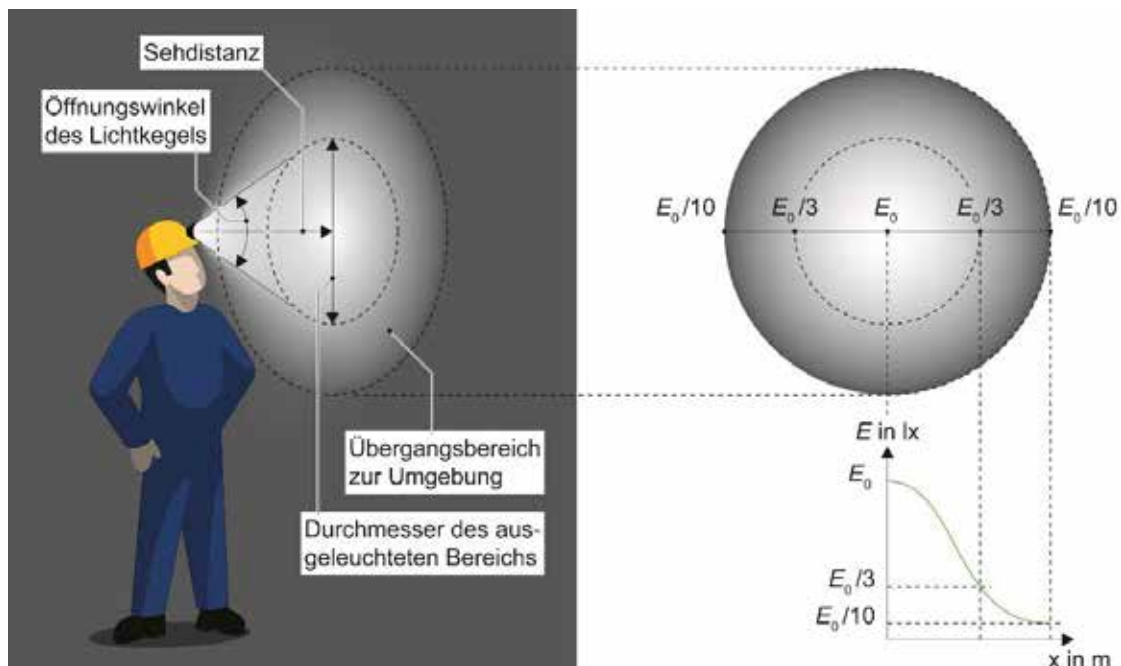 Sehdistanz
Öffnungswinkel
des Lichtkegels
Übergangsbereich
zur Umgebung
Durchmesser des aus-
geleuchteten Bereichs
E₀/10 E₀/3 E₀ E₀/3 E₀/10
E in lx
E₀
E₀/3
E₀/10
x in m